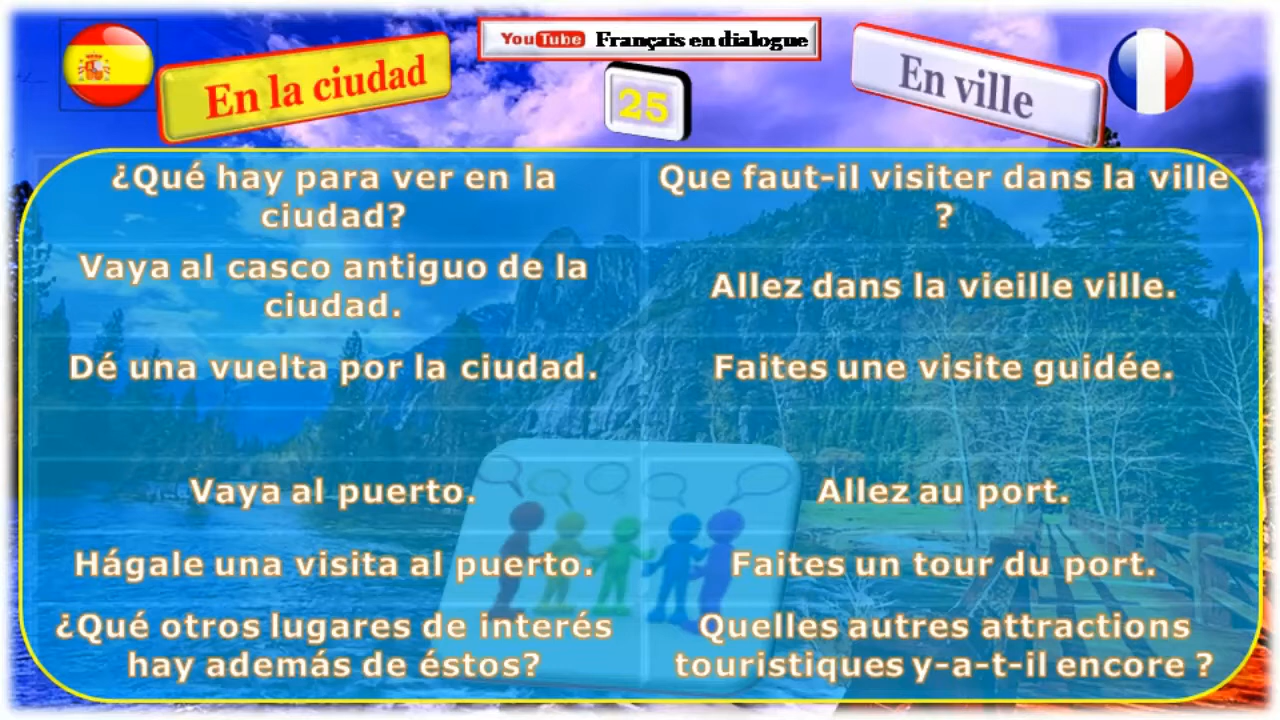 YouTube Français en dialogue
En la ciudad
25
En ville
¿Qué hay para ver en la
ciudad?
Que faut-il visiter dans la ville
?
Vaya al casco antiguo de la
ciudad.
Allez dans la vieille ville.
Dé una vuelta por la ciudad.
Faites une visite guidée.
Vaya al puerto.
Allez au port.
Hágale una visita al puerto.
Faites un tour du port.
¿Qué otros lugares de interés
hay además de éstos?
Quelles autres attractions
touristiques y-a-t-il encore ?